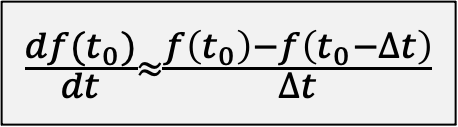 df(t₀)/dt ≈ f(t₀)−f(t₀−Δt)/Δt